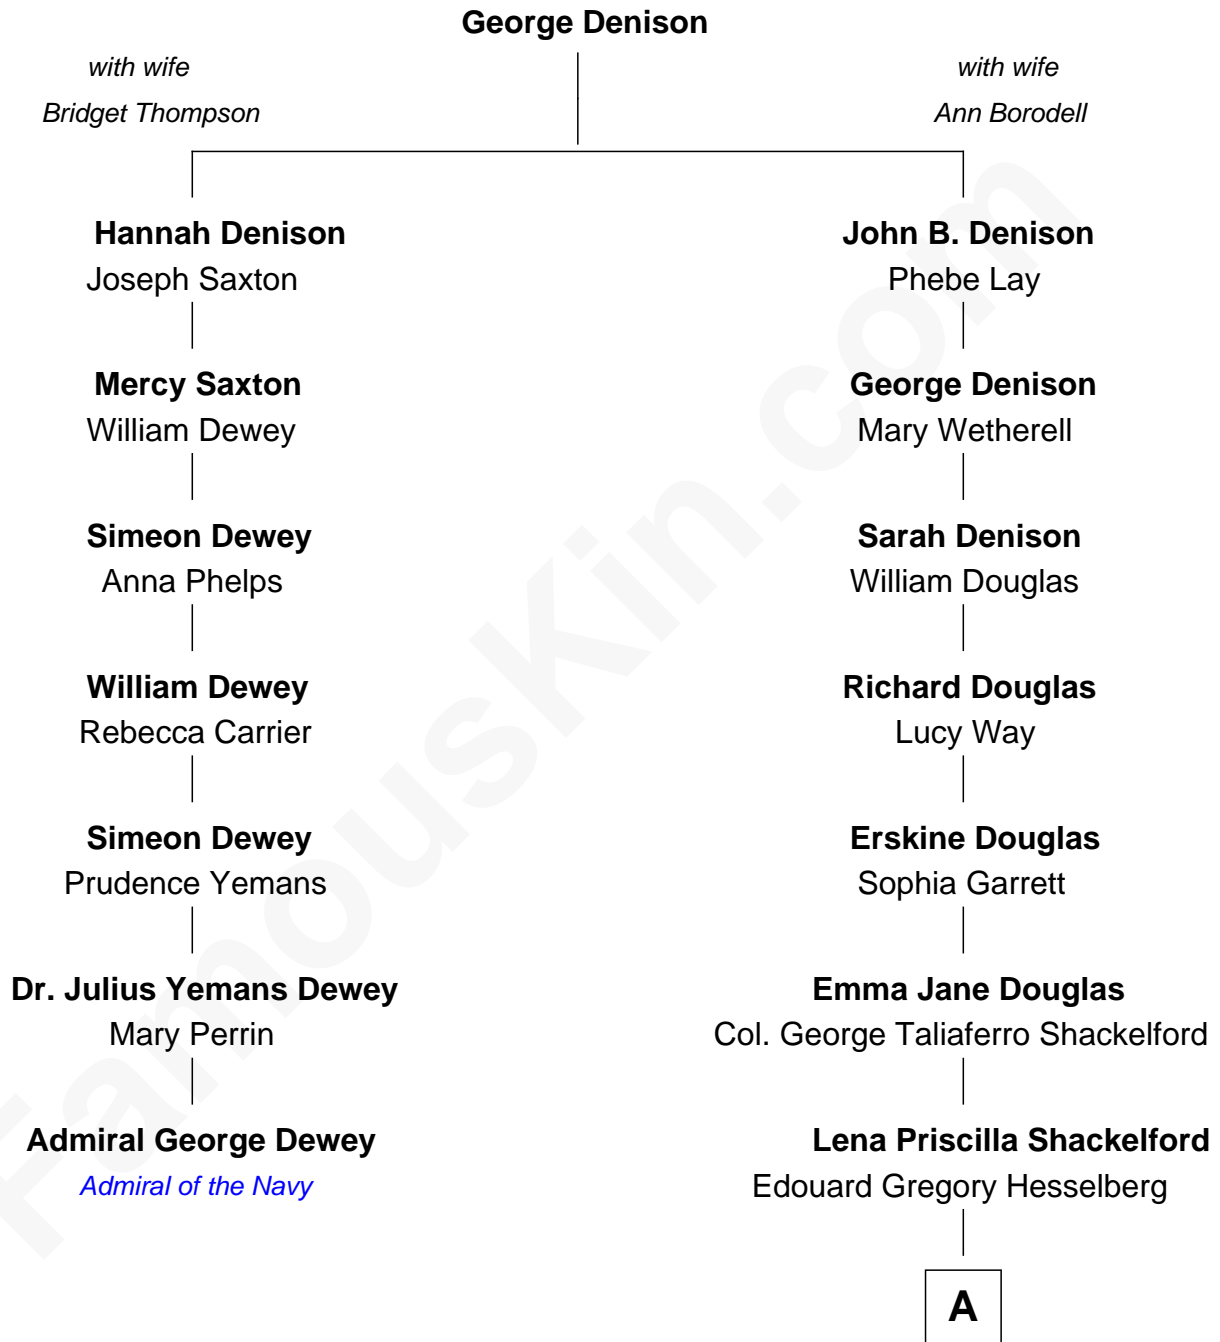 George Denison
with wife
Bridget Thompson
with wife
Ann Borodell
Hannah Denison
Joseph Saxton
John B. Denison
Phebe Lay
Mercy Saxton
William Dewey
George Denison
Mary Wetherell
Simeon Dewey
Anna Phelps
Sarah Denison
William Douglas
William Dewey
Rebecca Carrier
Richard Douglas
Lucy Way
Simeon Dewey
Prudence Yemans
Erskine Douglas
Sophia Garrett
Dr. Julius Yemans Dewey
Mary Perrin
Emma Jane Douglas
Col. George Taliaferro Shackelford
Admiral George Dewey
Admiral of the Navy
Lena Priscilla Shackelford
Edouard Gregory Hesselberg
A
FamousKin.com